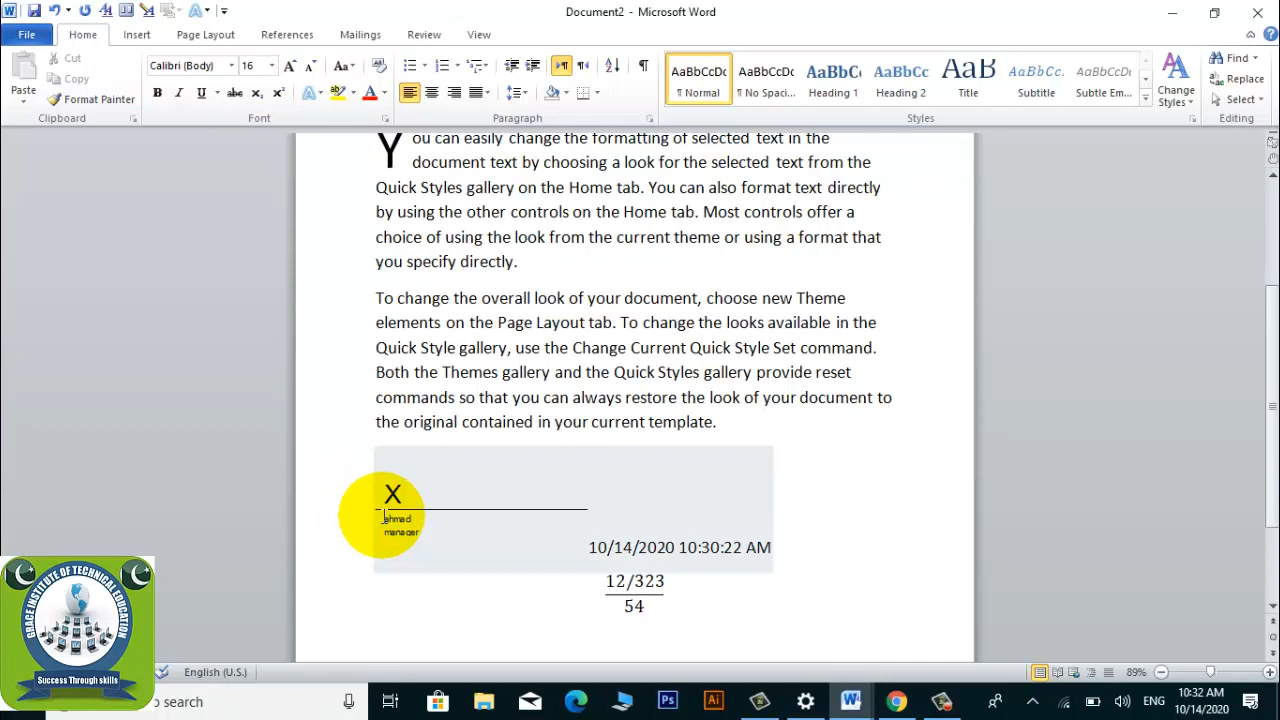 Document2 - Microsoft Word
File Home Insert Page Layout References Mailings Review View
Cut
Copy
Format Painter
Paste
Clipboard
Calibri (Body) 16
Font
Paragraph
AaBbCcDc AaBbCcDc AaBbCc AaBbCc AaB AaBbCc. AaBbCcDc
¶ Normal ¶ No Spaci... Heading 1 Heading 2 Title Subtitle Subtle Em...
Change
Styles
Styles
Find
Replace
Select
Editing
You can easily change the formatting of selected text in the
document text by choosing a look for the selected text from the
Quick Styles gallery on the Home tab. You can also format text directly
by using the other controls on the Home tab. Most controls offer a
choice of using the look from the current theme or using a format that
you specify directly.
To change the overall look of your document, choose new Theme
elements on the Page Layout tab. To change the looks available in the
Quick Style gallery, use the Change Current Quick Style Set command.
Both the Themes gallery and the Quick Styles gallery provide reset
commands so that you can always restore the look of your document to
the original contained in your current template.
X
ahmad
manager
10/14/2020 10:30:22 AM
12/323
54
GRACE INSTITUTE OF TECHNICAL EDUCATION
Success Through skills
English (U.S.)
89%
to search
ENG
10:32 AM
10/14/2020